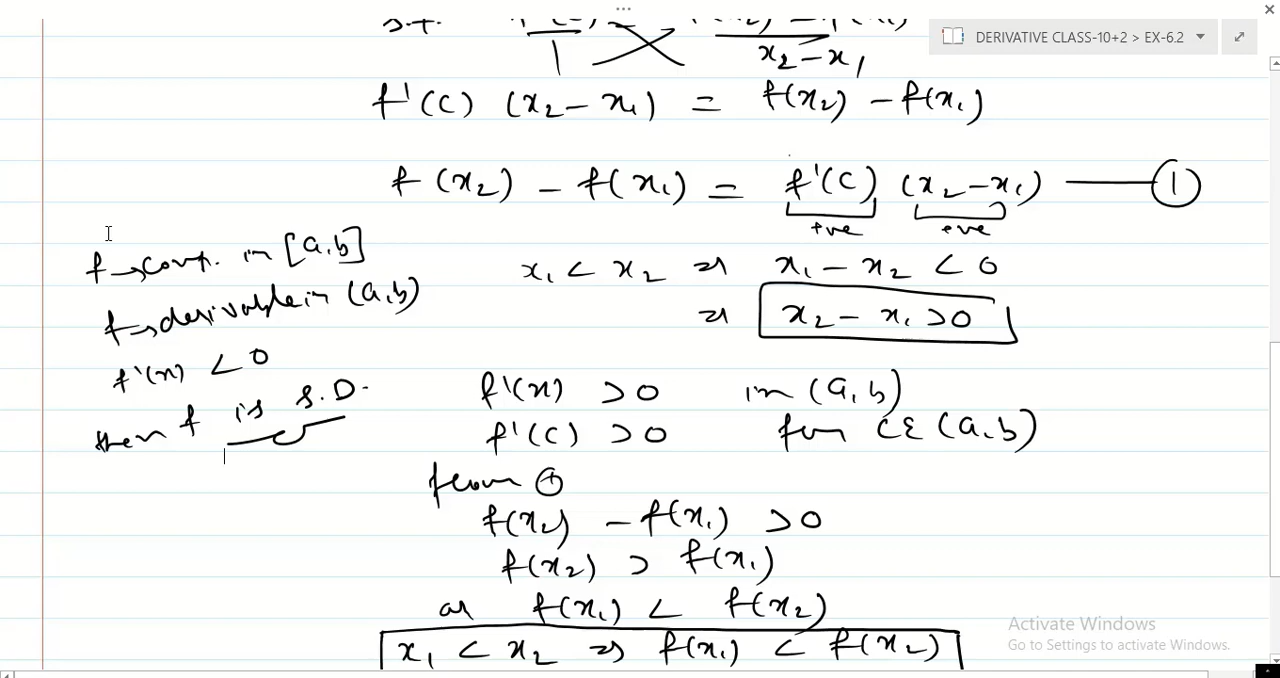 DERIVATIVE CLASS-10+2 > EX-6.2
s.t.
x₂ - x₁
f'(c) (x₂ - x₁) = f(x₂) - f(x₁)
f(x₂) - f(x₁) = f'(c) (x₂ - x₁) — ①
+ve +ve
f → cont. in [a,b]
f → derivable in (a,b)
f'(x) < 0
then f is S.D.
x₁ < x₂ ⇒ x₁ - x₂ < 0
⇒ x₂ - x₁ > 0
f'(x) > 0 in (a,b)
f'(c) > 0 for c ∈ (a,b)
from ①
f(x₂) - f(x₁) > 0
f(x₂) > f(x₁)
or f(x₁) < f(x₂)
x₁ < x₂ ⇒ f(x₁) < f(x₂)
Activate Windows
Go to Settings to activate Windows.